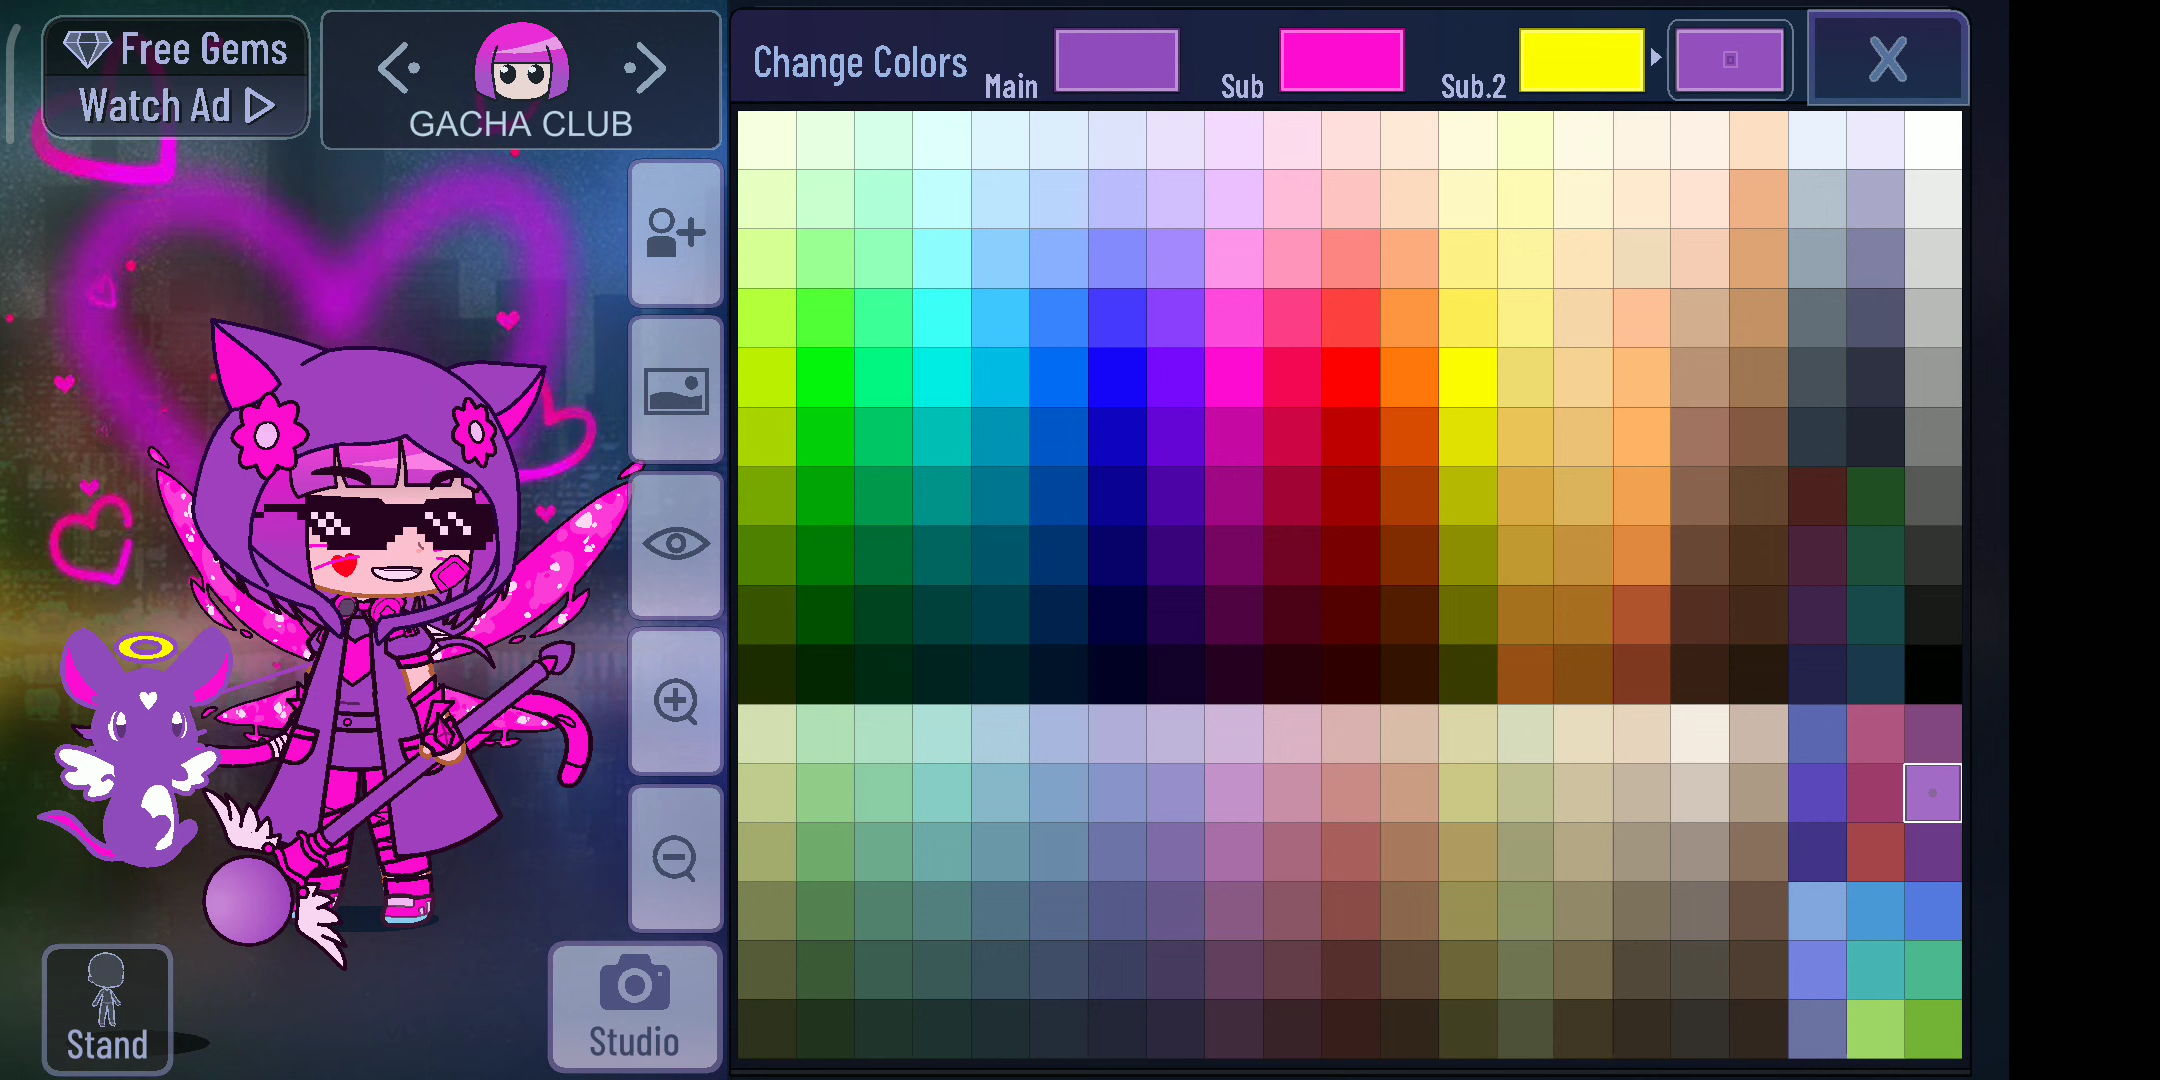 Free Gems
Watch Ad
GACHA CLUB
Change Colors
Main
Sub
Sub.2
X
Stand
Studio